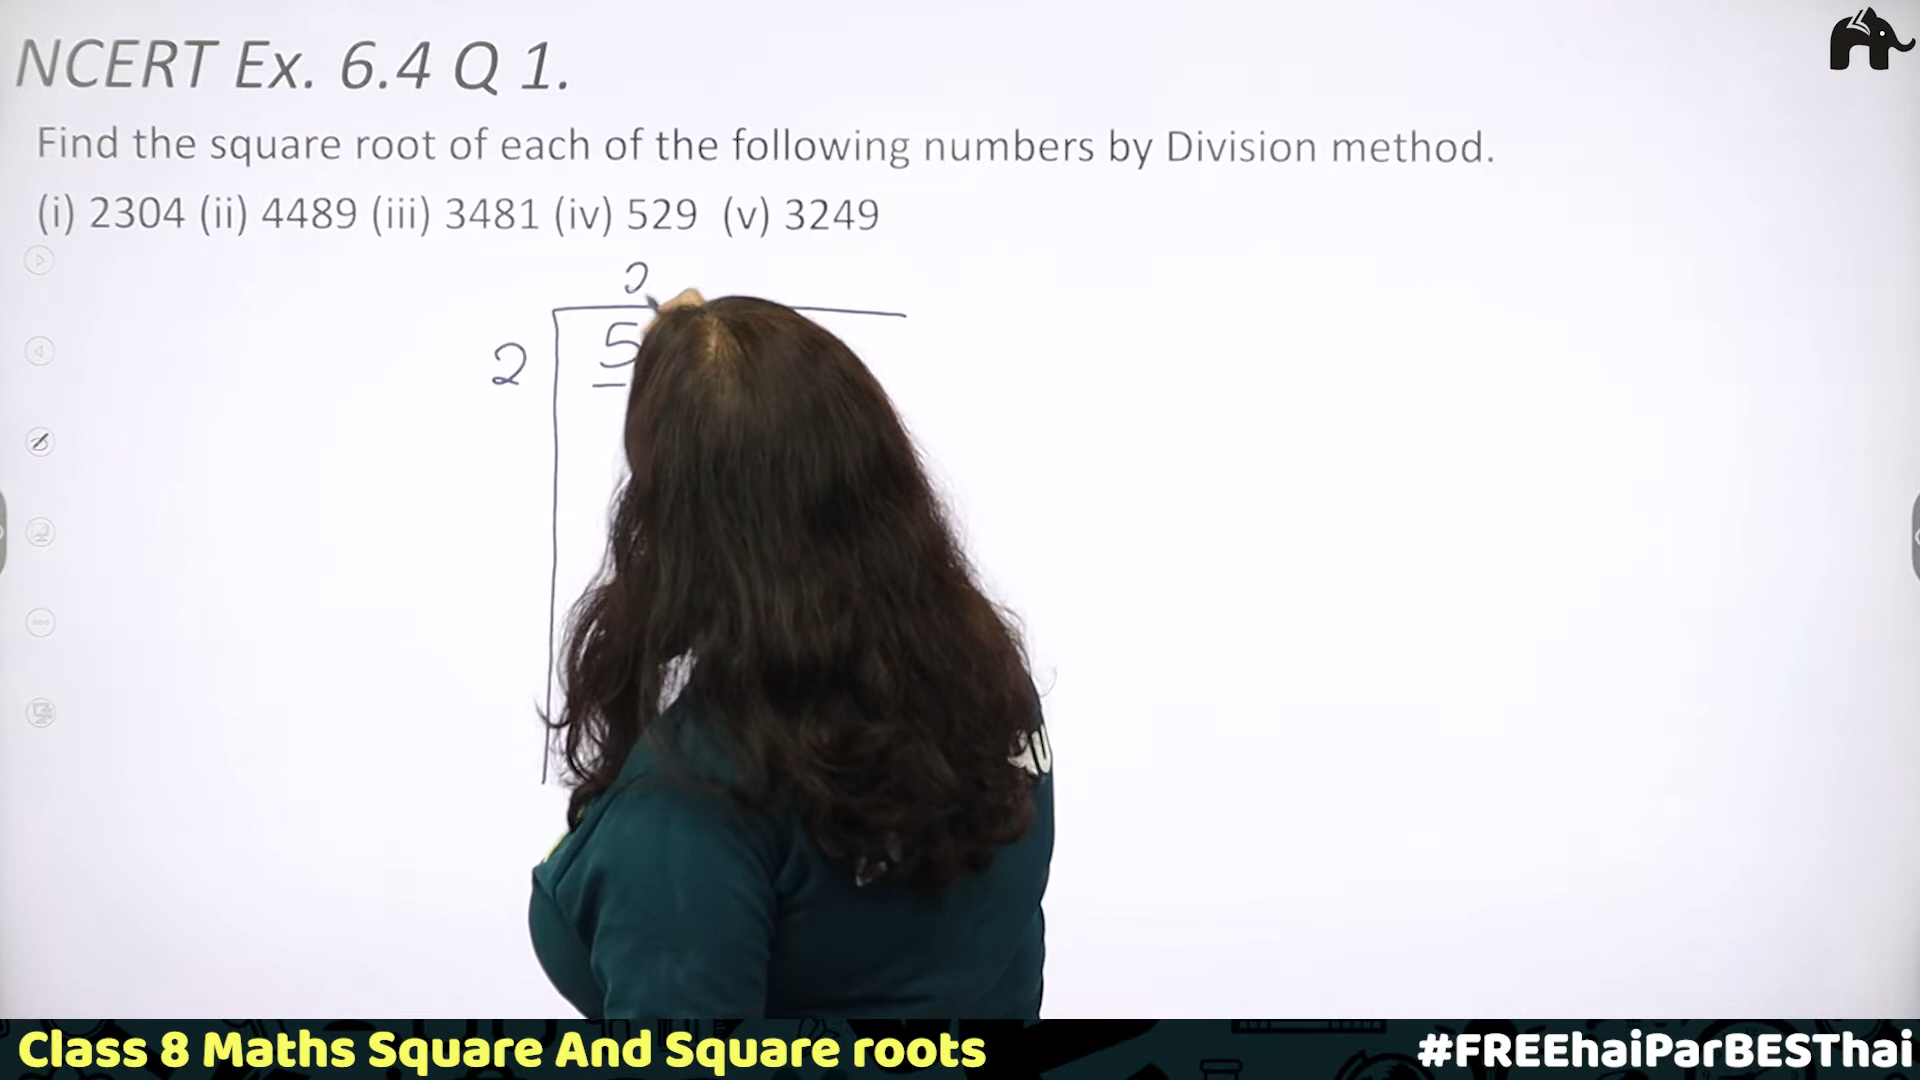 NCERT Ex. 6.4 Q 1.
Find the square root of each of the following numbers by Division method.
(i) 2304 (ii) 4489 (iii) 3481 (iv) 529 (v) 3249
2 5
Class 8 Maths Square And Square roots
#FREEhaiParBESThai